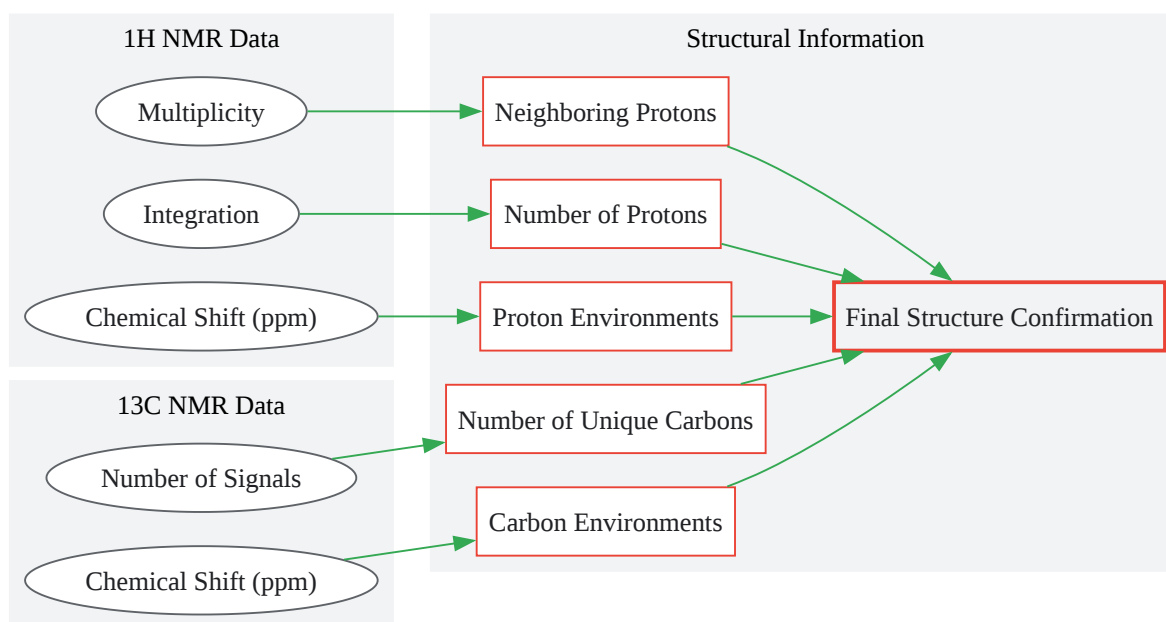 1H NMR Data
Multiplicity
Integration
Chemical Shift (ppm)
13C NMR Data
Number of Signals
Chemical Shift (ppm)
Structural Information
Neighboring Protons
Number of Protons
Proton Environments
Number of Unique Carbons
Carbon Environments
Final Structure Confirmation